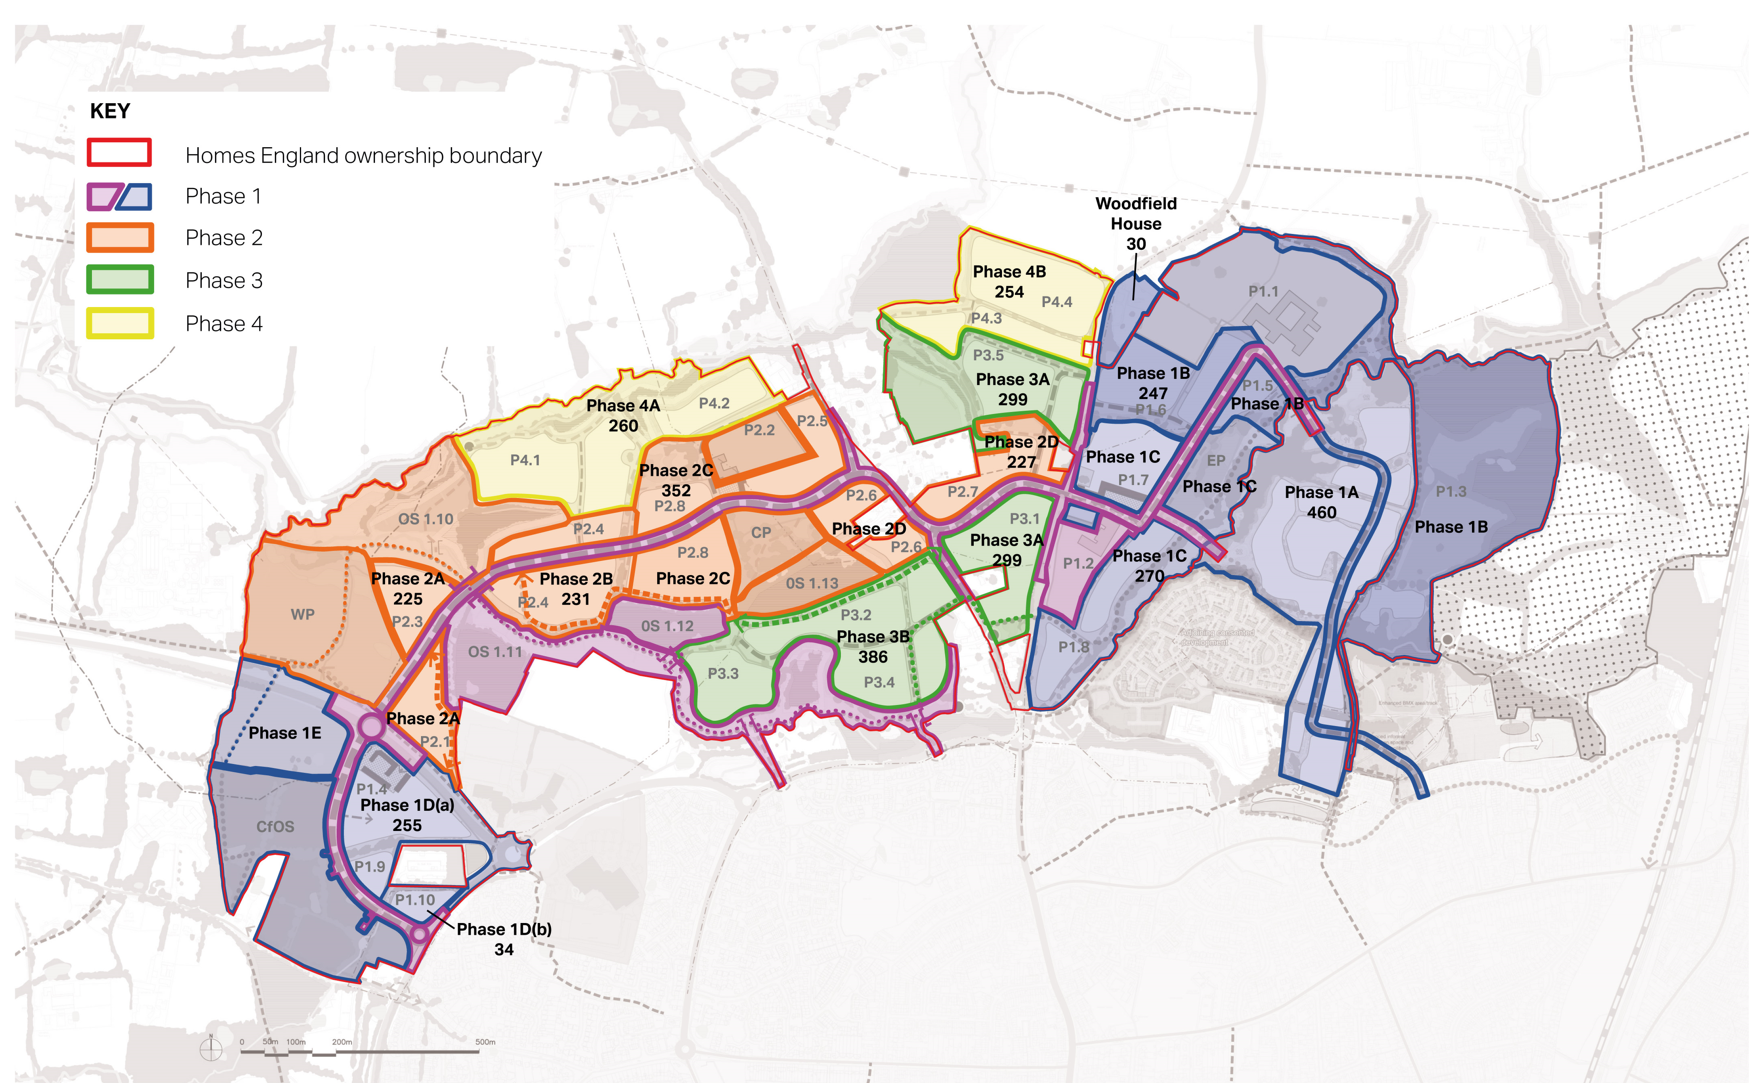 KEY
Homes England ownership boundary
Phase 1
Phase 2
Phase 3
Phase 4
Woodfield
House
30
Phase 4B
254
P4.4
P4.3
P1.1
P3.5
Phase 3A
299
Phase 1B
247
P1.6
P1.5
Phase 1B
Phase 4A
260
P4.2
P4.1
P2.5
P2.2
Phase 2D
227
Phase 1C
P1.7
EP
Phase 1C
Phase 1A
460
P1.3
Phase 1B
Phase 2C
352
P2.8
P2.6
P2.7
OS 1.10
P2.4
CP
Phase 2D
P2.6
P3.1
Phase 3A
299
P1.2
Phase 1C
270
P2.8
Phase 2C
0S 1.13
Phase 2A
225
P2.3
WP
Phase 2B
231
P2.4
0S 1.12
OS 1.11
P3.2
Phase 3B
386
P3.3
P3.4
P1.8
Phase 2A
P2.1
Phase 1E
P1.4
Phase 1D(a)
255
CfOS
P1.9
P1.10
Phase 1D(b)
34
N
0 50m 100m 200m 500m